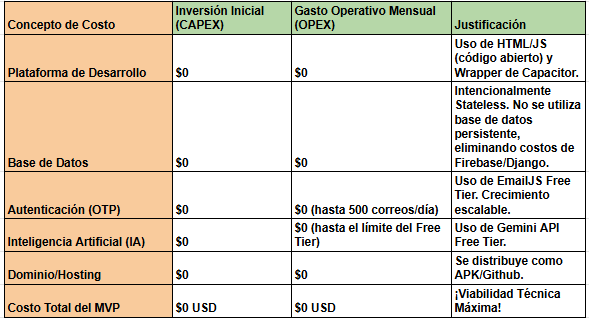 Concepto de Costo
Inversión Inicial
(CAPEX)
Gasto Operativo Mensual
(OPEX)
Justificación
Plataforma de Desarrollo
$0
$0
Uso de HTML/JS
(código abierto) y
Wrapper de Capacitor.
Base de Datos
$0
$0
Intencionalmente
Stateless. No se utiliza
base de datos
persistente,
eliminando costos de
Firebase/Django.
Autenticación (OTP)
$0
$0 (hasta 500 correos/día)
Uso de EmailJS Free
Tier. Crecimiento
escalable.
Inteligencia Artificial (IA)
$0
$0 (hasta el límite del Free
Tier)
Uso de Gemini API
Free Tier.
Dominio/Hosting
$0
$0
Se distribuye como
APK/Github.
Costo Total del MVP
$0 USD
$0 USD
¡Viabilidad Técnica
Máxima!